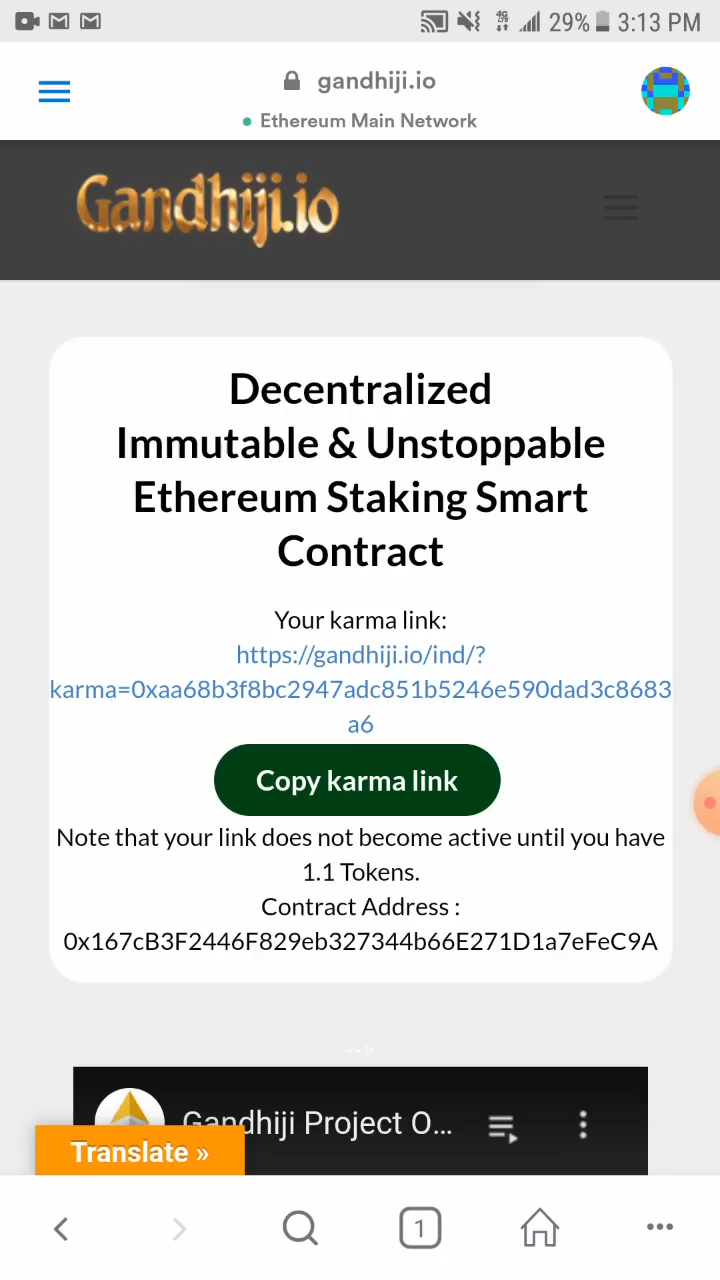 4G
29%
3:13 PM
gandhiji.io
Ethereum Main Network
Gandhiji.io
Decentralized
Immutable & Unstoppable
Ethereum Staking Smart
Contract
Your karma link:
https://gandhiji.io/ind/?
karma=0xaa68b3f8bc2947adc851b5246e590dad3c8683
a6
Copy karma link
Note that your link does not become active until you have
1.1 Tokens.
Contract Address :
0x167cB3F2446F829eb327344b66E271D1a7eFeC9A
-->
Gandhiji Project O...
Translate »
1